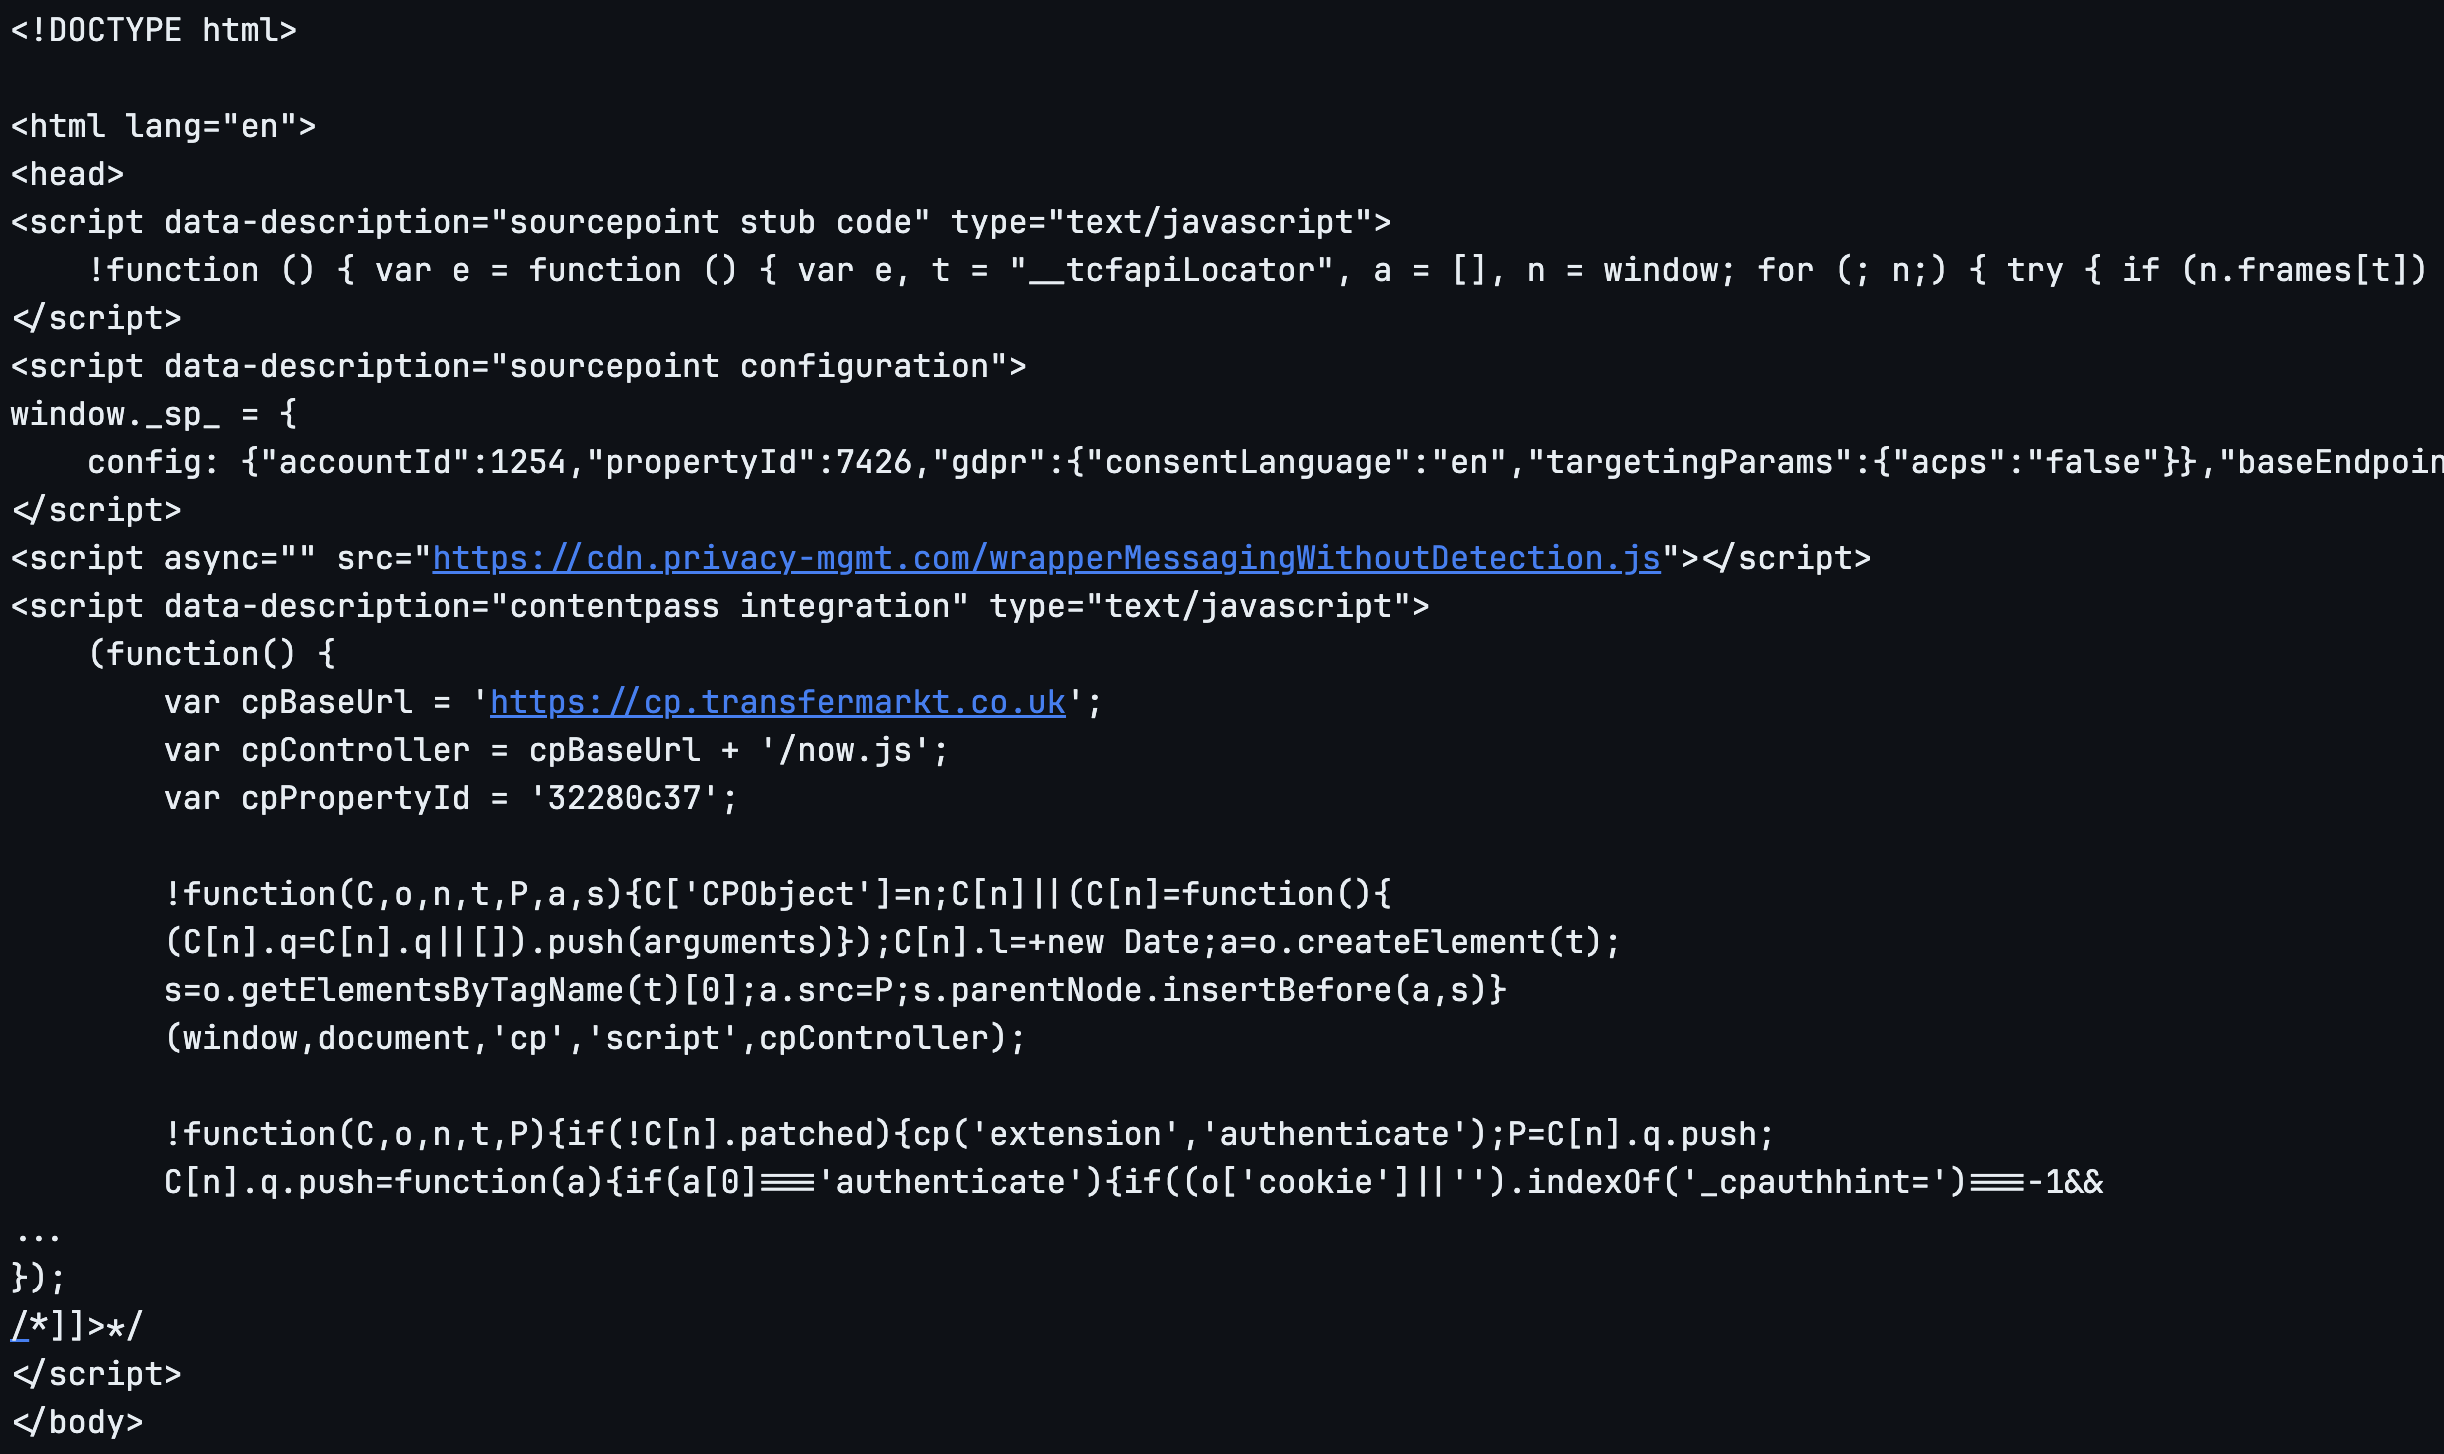 <!DOCTYPE html>
<html lang="en">
<head>
<script data-description="sourcepoint stub code" type="text/javascript">
    !function () { var e = function () { var e, t = "__tcfapiLocator", a = [], n = window; for (; n;) { try { if (n.frames[t])
</script>
<script data-description="sourcepoint configuration">
window._sp_ = {
    config: {"accountId":1254,"propertyId":7426,"gdpr":{"consentLanguage":"en","targetingParams":{"acps":"false"}},"baseEndpoin
</script>
<script async="" src="https://cdn.privacy-mgmt.com/wrapperMessagingWithoutDetection.js"></script>
<script data-description="contentpass integration" type="text/javascript">
    (function() {
        var cpBaseUrl = 'https://cp.transfermarkt.co.uk';
        var cpController = cpBaseUrl + '/now.js';
        var cpPropertyId = '32280c37';
        !function(C,o,n,t,P,a,s){C['CPObject']=n;C[n]||(C[n]=function(){
        (C[n].q=C[n].q||[]).push(arguments)});C[n].l=+new Date;a=o.createElement(t);
        s=o.getElementsByTagName(t)[0];a.src=P;s.parentNode.insertBefore(a,s)}
        (window,document,'cp','script',cpController);
        !function(C,o,n,t,P){if(!C[n].patched){cp('extension','authenticate');P=C[n].q.push;
        C[n].q.push=function(a){if(a[0]==='authenticate'){if((o['cookie']||'').indexOf('_cpauthhint=')===-1&&
...
});
/*]]>*/
</script>
</body>